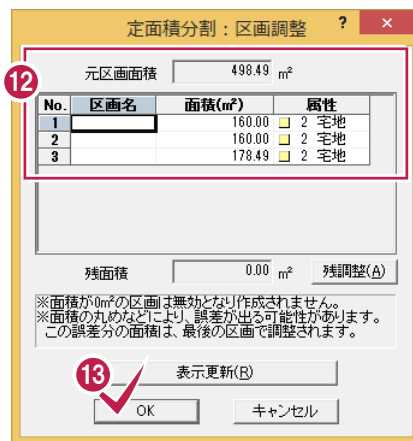 定面積分割：区画調整 ? ×
⑫
元区画面積 498.49 m²
No. 区画名 面積(m²) 属性
1 160.00 2 宅地
2 160.00 2 宅地
3 178.49 2 宅地
残面積 0.00 m² 残調整(A)
※面積が0m²の区画は無効となり作成されません。
※面積の丸めなどにより、誤差が出る可能性があります。
この誤差分の面積は、最後の区画で調整されます。
⑬
表示更新(R)
OK キャンセル